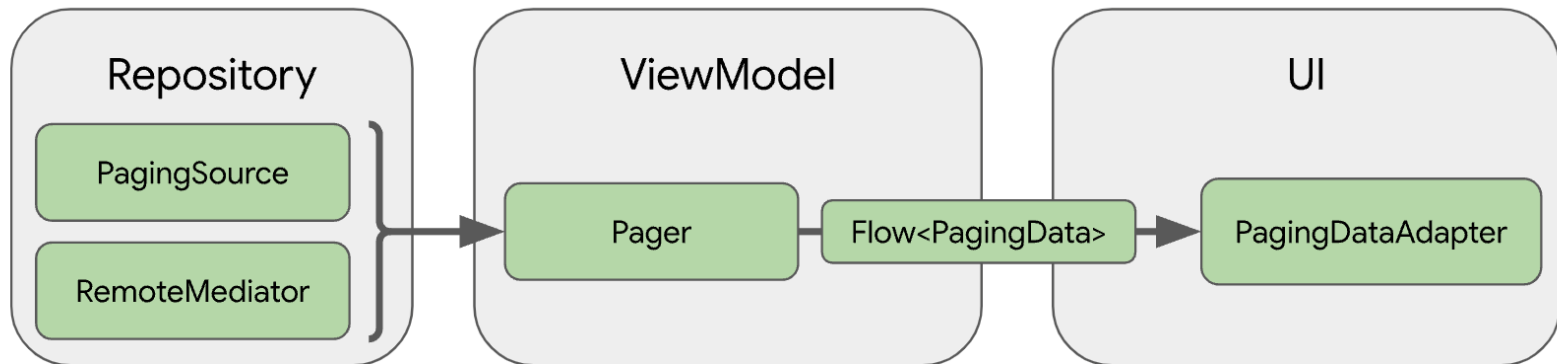 Repository
PagingSource
RemoteMediator
ViewModel
Pager
Flow<PagingData>
UI
PagingDataAdapter